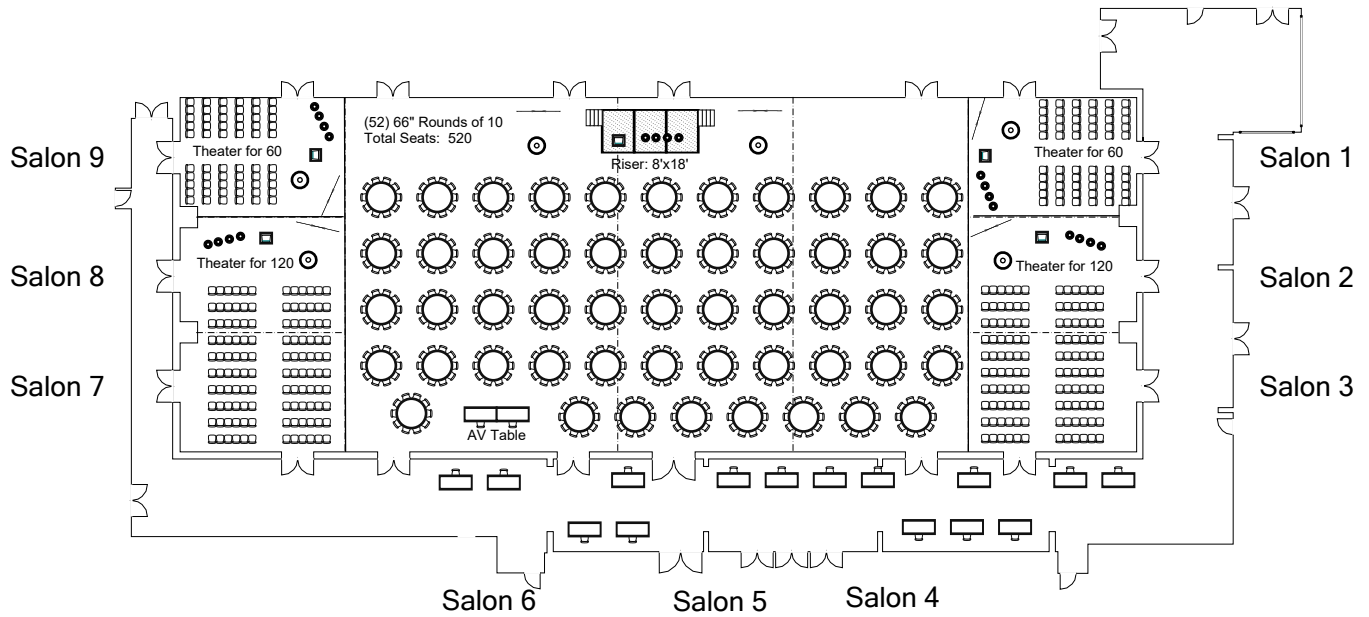 (52) 66" Rounds of 10
Total Seats: 520
Salon 9
Theater for 60
Riser: 8'x18'
Theater for 60
Salon 1
Salon 8
Theater for 120
Theater for 120
Salon 2
Salon 7
Salon 3
AV Table
Salon 6
Salon 5
Salon 4